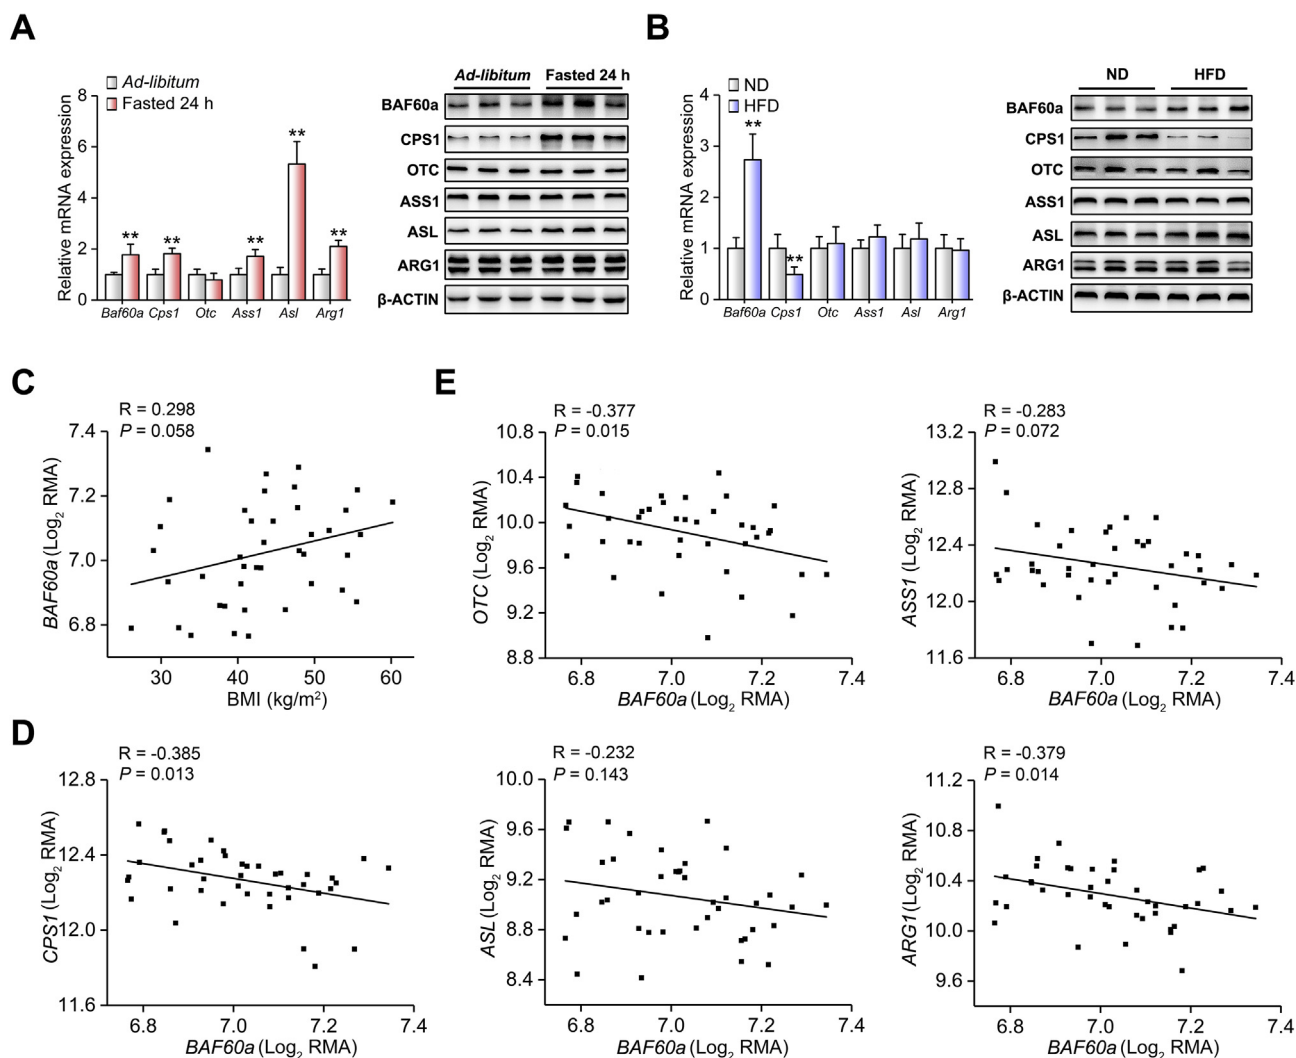 A
Ad-libitum
Fasted 24 h
Relative mRNA expression
8
6
4
2
0
**
**
**
**
**
Baf60a Cps1 Otc Ass1 Asl Arg1
Ad-libitum Fasted 24 h
BAF60a
CPS1
OTC
ASS1
ASL
ARG1
β-ACTIN
B
ND
HFD
Relative mRNA expression
4
3
2
1
0
**
**
Baf60a Cps1 Otc Ass1 Asl Arg1
ND HFD
BAF60a
CPS1
OTC
ASS1
ASL
ARG1
β-ACTIN
C
R = 0.298
P = 0.058
BAF60a (Log2 RMA)
7.4
7.2
7.0
6.8
30 40 50 60
BMI (kg/m²)
E
R = -0.377
P = 0.015
OTC (Log2 RMA)
10.8
10.4
10.0
9.6
9.2
8.8
6.8 7.0 7.2 7.4
BAF60a (Log2 RMA)
R = -0.283
P = 0.072
ASS1 (Log2 RMA)
13.2
12.8
12.4
12.0
11.6
6.8 7.0 7.2 7.4
BAF60a (Log2 RMA)
D
R = -0.385
P = 0.013
CPS1 (Log2 RMA)
12.8
12.4
12.0
11.6
6.8 7.0 7.2 7.4
BAF60a (Log2 RMA)
R = -0.232
P = 0.143
ASL (Log2 RMA)
10.0
9.6
9.2
8.8
8.4
6.8 7.0 7.2 7.4
BAF60a (Log2 RMA)
R = -0.379
P = 0.014
ARG1 (Log2 RMA)
11.2
10.8
10.4
10.0
9.6
6.8 7.0 7.2 7.4
BAF60a (Log2 RMA)